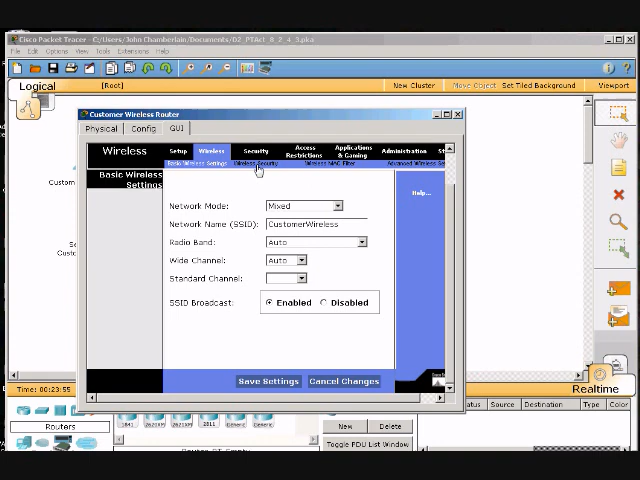 Cisco Packet Tracer - C:/Users/John Chamberlain/Documents/D2_PTAct_8_2_4_3.pka
File Edit Options View Tools Extensions Help
Logical [Root] New Cluster Move Object Set Tiled Background Viewport
Customer Wireless Router
Physical Config GUI
Wireless Setup Wireless Security Access Restrictions Applications & Gaming Administration St
Basic Wireless Settings Wireless Security Wireless MAC Filter Advanced Wireless Se
Basic Wireless Settings
Help...
Network Mode: Mixed
Network Name (SSID): CustomerWireless
Radio Band: Auto
Wide Channel: Auto
Standard Channel:
SSID Broadcast: Enabled Disabled
Save Settings Cancel Changes
Custom
Se
Custo
Time: 00:23:55 Realtime
Routers
1841 2620XM 2621XM 2811 Generic Generic
New Delete
Toggle PDU List Window
Status Source Destination Type Color